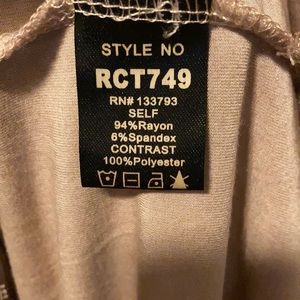 STYLE NO
RCT749
RN# 133793
SELF
94%Rayon
6%Spandex
CONTRAST
100%Polyester